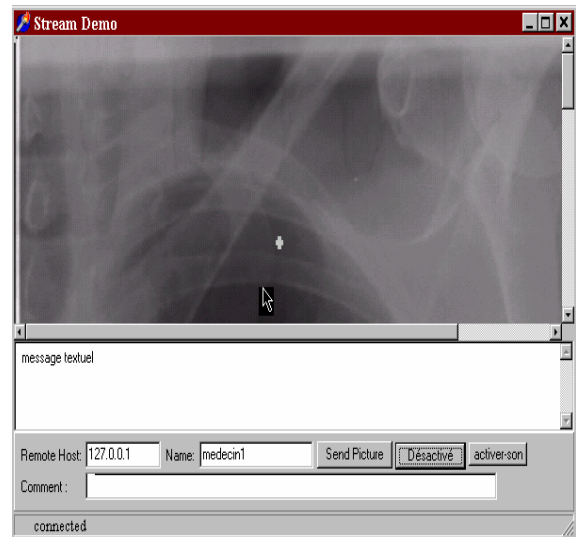 Stream Demo
message textuel
Remote Host: 127.0.0.1 Name: medecin1 Send Picture Désactivé activer-son
Comment :
connected